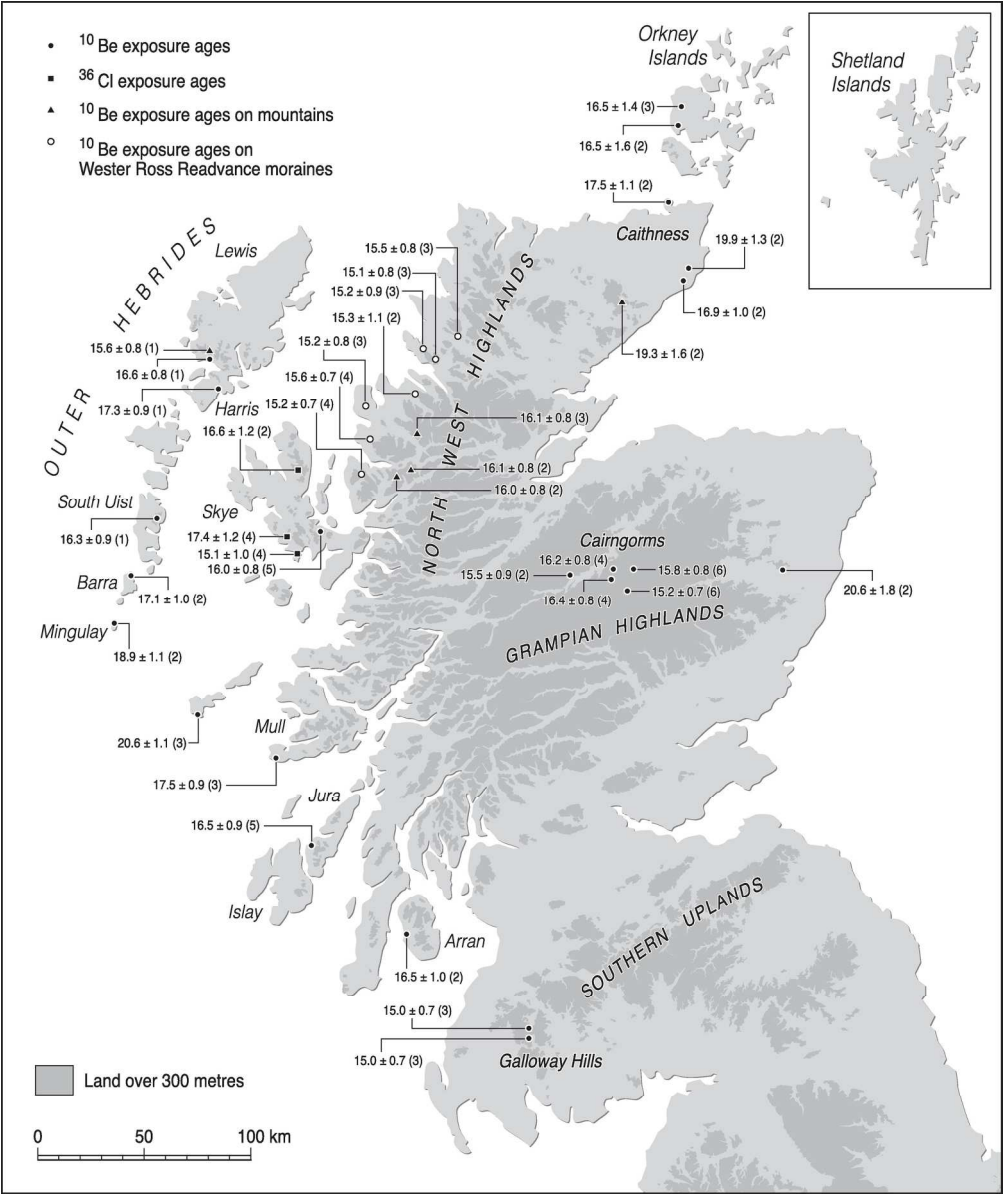 10 Be exposure ages
36 Cl exposure ages
10 Be exposure ages on mountains
10 Be exposure ages on
Wester Ross Readvance moraines
Orkney
Islands
Shetland
Islands
16.5 ± 1.4 (3)
16.5 ± 1.6 (2)
17.5 ± 1.1 (2)
Caithness
19.9 ± 1.3 (2)
16.9 ± 1.0 (2)
19.3 ± 1.6 (2)
OUTER HEBRIDES
Lewis
15.5 ± 0.8 (3)
15.1 ± 0.8 (3)
15.2 ± 0.9 (3)
15.3 ± 1.1 (2)
15.2 ± 0.8 (3)
15.6 ± 0.7 (4)
15.2 ± 0.7 (4)
NORTH WEST HIGHLANDS
15.6 ± 0.8 (1)
16.6 ± 0.8 (1)
17.3 ± 0.9 (1)
Harris
16.6 ± 1.2 (2)
16.1 ± 0.8 (3)
16.1 ± 0.8 (2)
16.0 ± 0.8 (2)
South Uist
16.3 ± 0.9 (1)
Skye
17.4 ± 1.2 (4)
15.1 ± 1.0 (4)
16.0 ± 0.8 (5)
Cairngorms
16.2 ± 0.8 (4)
15.5 ± 0.9 (2)
15.8 ± 0.8 (6)
16.4 ± 0.8 (4)
15.2 ± 0.7 (6)
20.6 ± 1.8 (2)
GRAMPIAN HIGHLANDS
Barra
17.1 ± 1.0 (2)
Mingulay
18.9 ± 1.1 (2)
20.6 ± 1.1 (3)
Mull
17.5 ± 0.9 (3)
Jura
16.5 ± 0.9 (5)
Islay
Arran
16.5 ± 1.0 (2)
SOUTHERN UPLANDS
15.0 ± 0.7 (3)
15.0 ± 0.7 (3)
Galloway Hills
Land over 300 metres
0 50 100 km